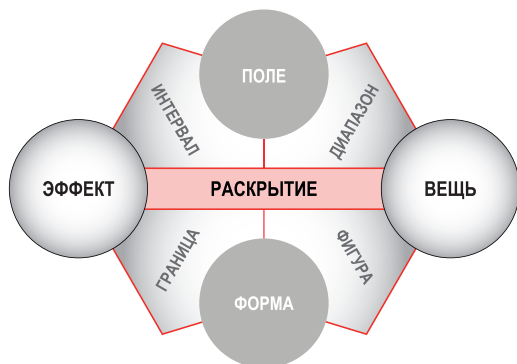 ПОЛЕ
ИНТЕРВАЛ
ДИАПАЗОН
ЭФФЕКТ
РАСКРЫТИЕ
ВЕЩЬ
ГРАНИЦА
ФИГУРА
ФОРМА